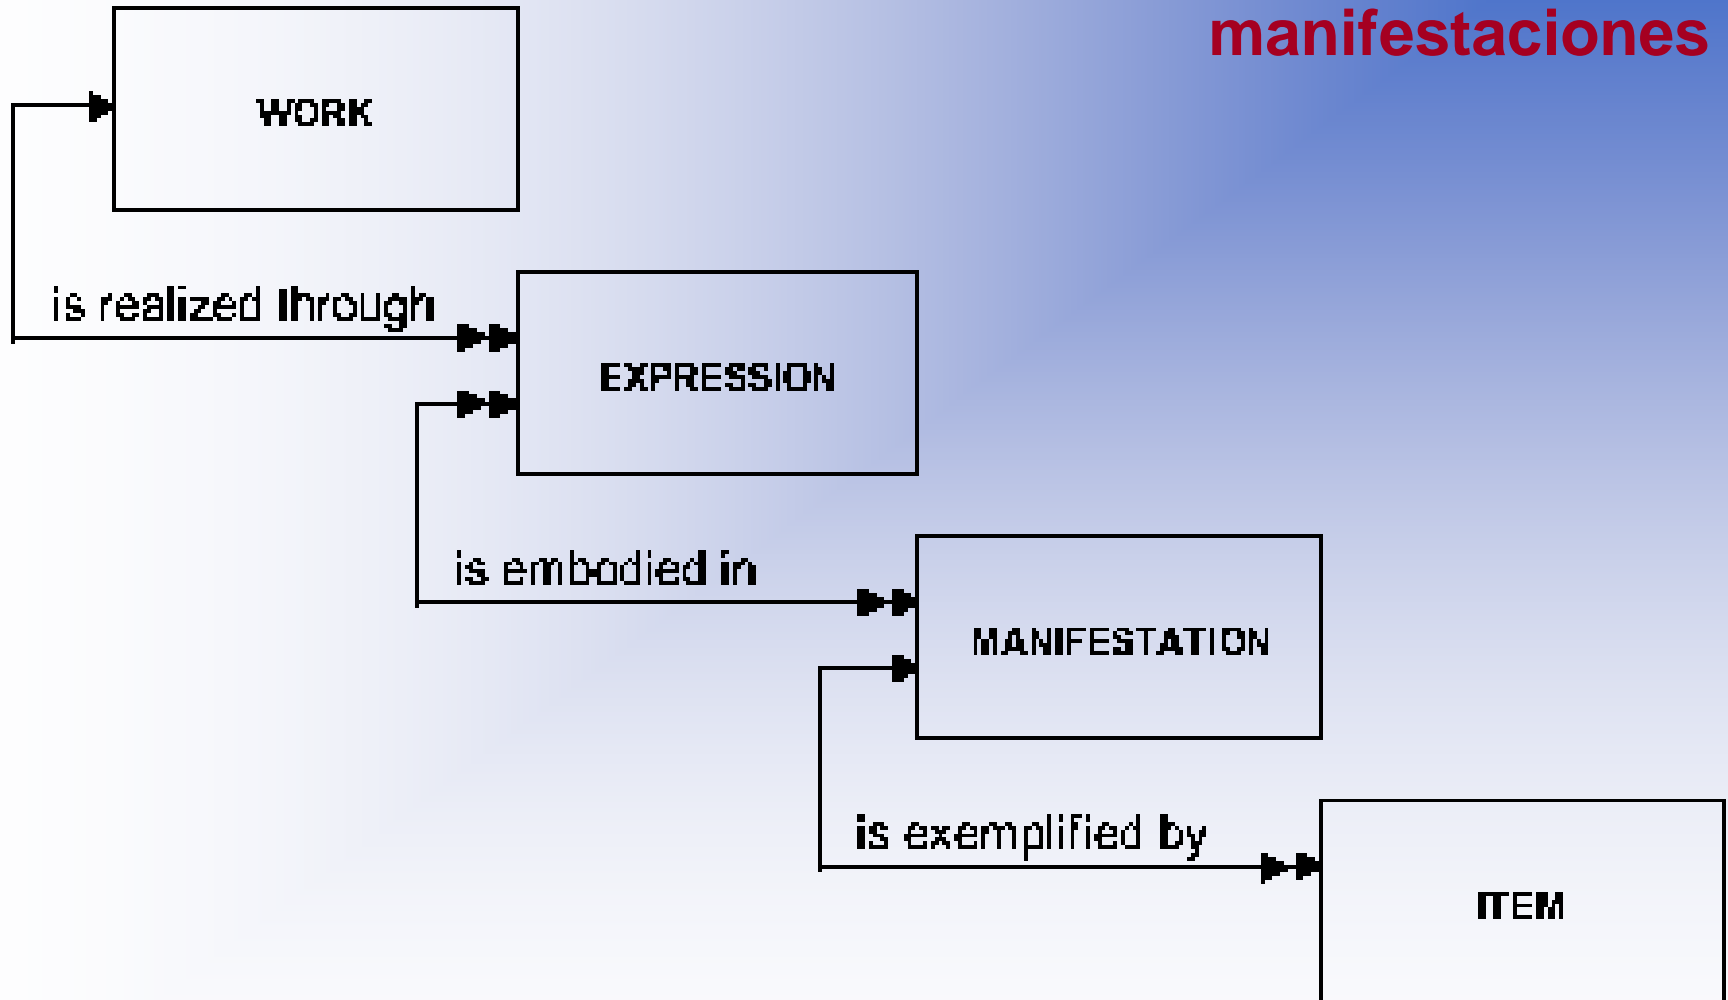 manifestaciones
WORK
is realized through
EXPRESSION
is embodied in
MANIFESTATION
is exemplified by
ITEM